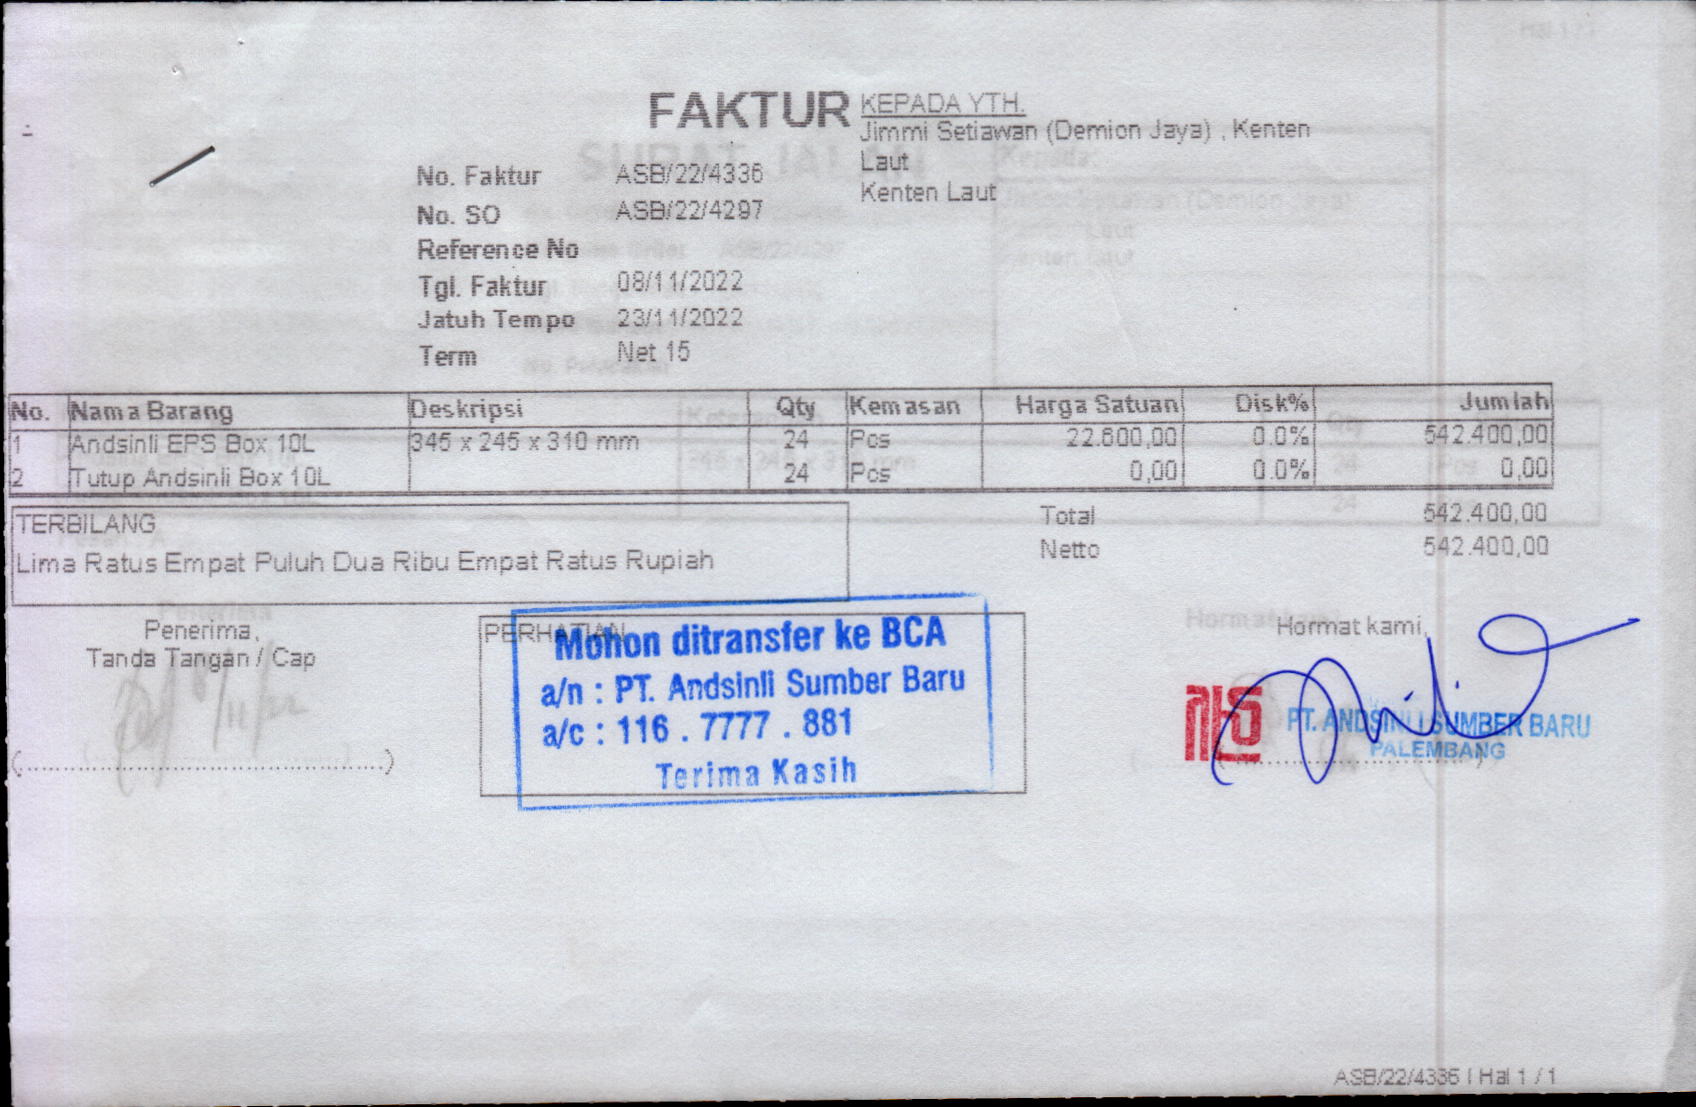 FAKTUR
KEPADA YTH.
Jimmi Setiawan (Demion Jaya) , Kenten
Laut
Kenten Laut
No. Faktur ASB/22/4336
No. SO ASB/22/4297
Reference No
Tgl. Faktur 08/11/2022
Jatuh Tempo 23/11/2022
Term Net 15
No. Nama Barang Deskripsi Qty Kemasan Harga Satuan Disk% Jumlah
1 Andsinli EPS Box 10L 345 x 245 x 310 mm 24 Pcs 22.600,00 0.0% 542.400,00
2 Tutup Andsinli Box 10L 24 Pcs 0,00 0.0% 0,00
TERBILANG
Lima Ratus Empat Puluh Dua Ribu Empat Ratus Rupiah
Total 542.400,00
Netto 542.400,00
Penerima,
Tanda Tangan / Cap
8/11/22
(..........................................)
PERHATIAN
Mohon ditransfer ke BCA
a/n : PT. Andsinli Sumber Baru
a/c : 116 . 7777 . 881
Terima Kasih
Hormat kami,
PT. ANDSINLI SUMBER BARU
PALEMBANG
ASB/22/4336 | Hal 1 / 1